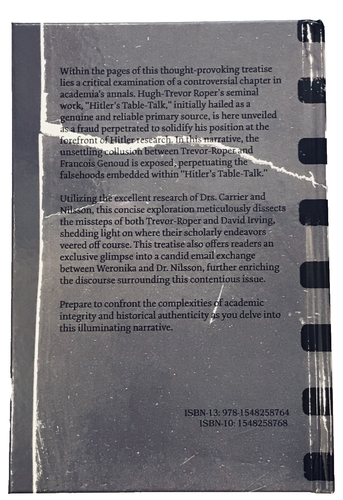 Within the pages of this thought-provoking treatise
lies a critical examination of a controversial chapter in
academia's annals. Hugh-Trevor Roper's seminal
work, "Hitler's Table-Talk," initially hailed as a
genuine and reliable primary source, is here unveiled
as a fraud perpetrated to solidify his position at the
forefront of Hitler research. In this narrative, the
unsettling collusion between Trevor-Roper and
Francois Genoud is exposed, perpetuating the
falsehoods embedded within "Hitler's Table-Talk."
Utilizing the excellent research of Drs. Carrier and
Nilsson, this concise exploration meticulously dissects
the missteps of both Trevor-Roper and David Irving,
shedding light on where their scholarly endeavors
veered off course. This treatise also offers readers an
exclusive glimpse into a candid email exchange
between Weronika and Dr. Nilsson, further enriching
the discourse surrounding this contentious issue.
Prepare to confront the complexities of academic
integrity and historical authenticity as you delve into
this illuminating narrative.
ISBN-13: 978-1548258764
ISBN-10: 1548258768